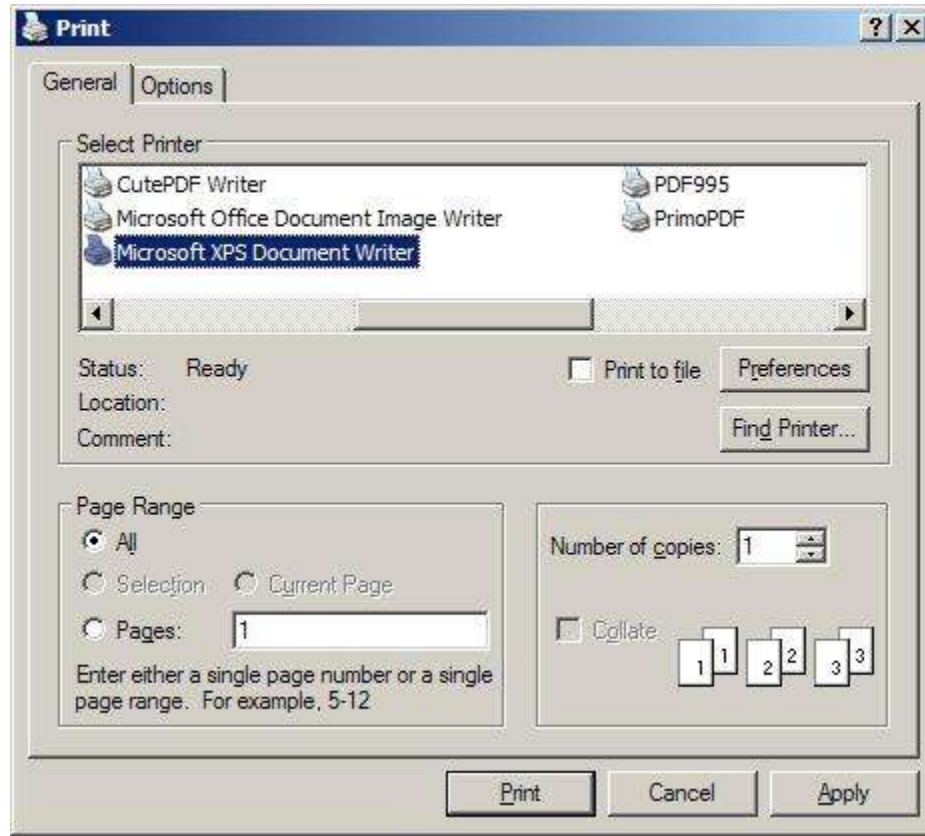 Print
General Options
Select Printer
CutePDF Writer PDF995
Microsoft Office Document Image Writer PrimoPDF
Microsoft XPS Document Writer
Status: Ready Print to file Preferences
Location:
Comment: Find Printer...
Page Range
All
Number of copies: 1
Selection Current Page
Pages: 1
Collate
1 1 2 2 3 3
Enter either a single page number or a single
page range. For example, 5-12
Print Cancel Apply